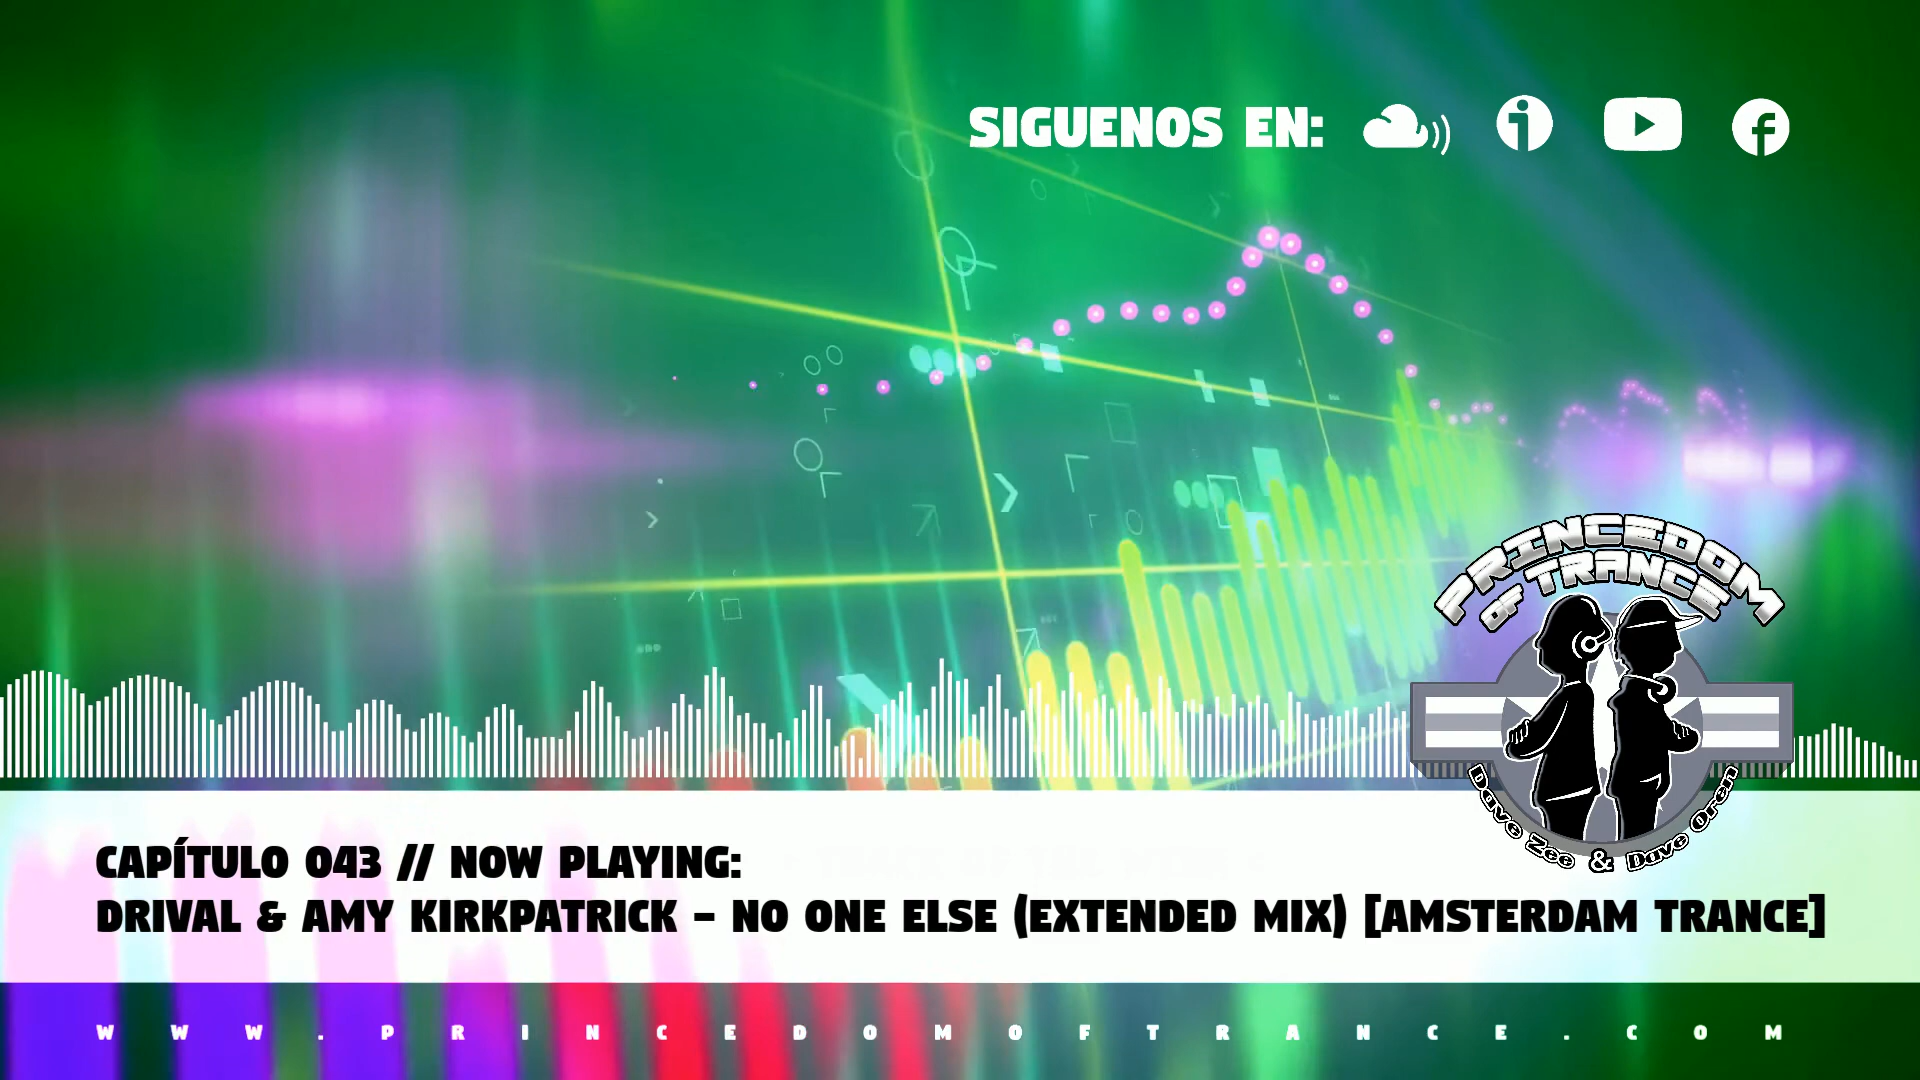 SIGUENOS EN:
PRINCEDOM
OF TRANCE
Dave Zee & Dave Oren
CAPÍTULO 043 // NOW PLAYING:
DRIVAL & AMY KIRKPATRICK - NO ONE ELSE (EXTENDED MIX) [AMSTERDAM TRANCE]
WWW.PRINCEDOMOFTRANCE.COM